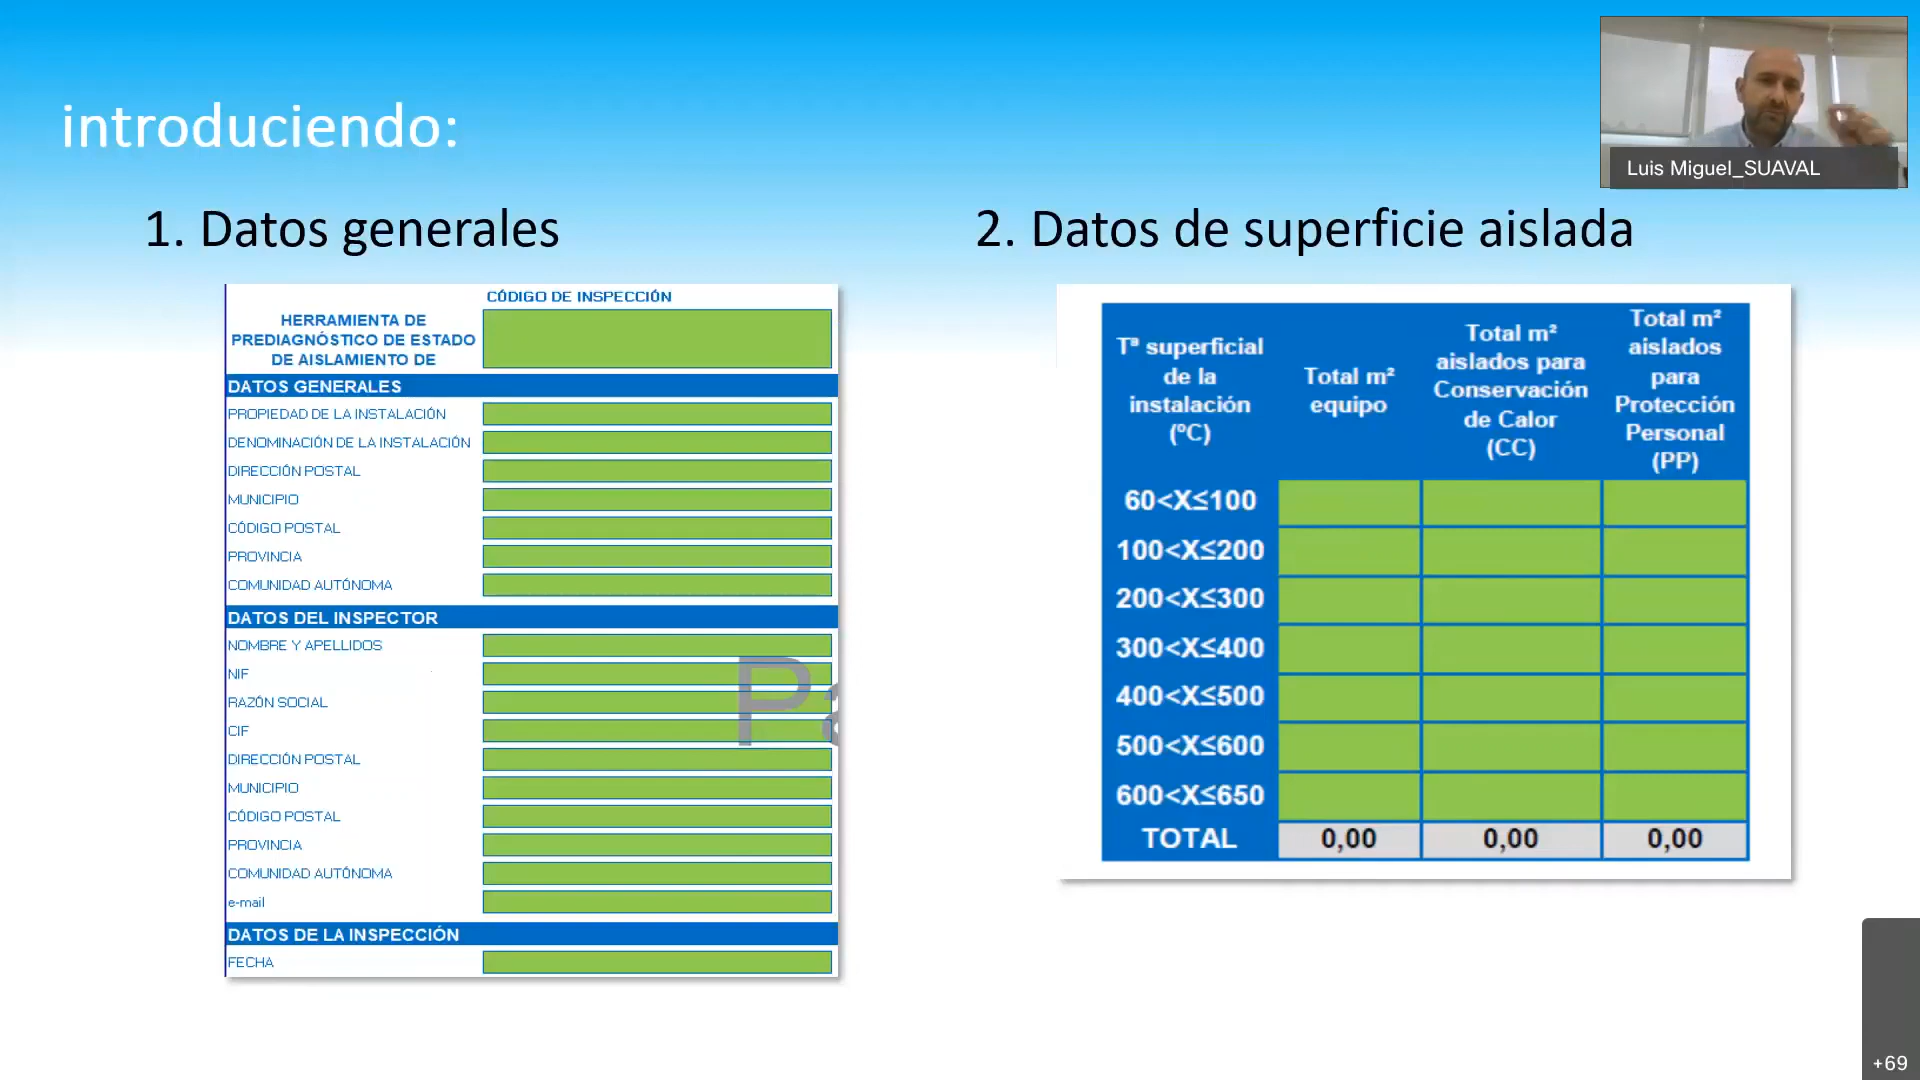 introduciendo:
Luis Miguel_SUAVAL
1. Datos generales
CÓDIGO DE INSPECCIÓN
HERRAMIENTA DE
PREDIAGNÓSTICO DE ESTADO
DE AISLAMIENTO DE
DATOS GENERALES
PROPIEDAD DE LA INSTALACIÓN
DENOMINACIÓN DE LA INSTALACIÓN
DIRECCIÓN POSTAL
MUNICIPIO
CÓDIGO POSTAL
PROVINCIA
COMUNIDAD AUTÓNOMA
DATOS DEL INSPECTOR
NOMBRE Y APELLIDOS
NIF
RAZÓN SOCIAL
CIF
DIRECCIÓN POSTAL
MUNICIPIO
CÓDIGO POSTAL
PROVINCIA
COMUNIDAD AUTÓNOMA
e-mail
DATOS DE LA INSPECCIÓN
FECHA
2. Datos de superficie aislada
Tª superficial
de la
instalación
(ºC)
Total m²
equipo
Total m²
aislados para
Conservación
de Calor
(CC)
Total m²
aislados
para
Protección
Personal
(PP)
60<X≤100
100<X≤200
200<X≤300
300<X≤400
400<X≤500
500<X≤600
600<X≤650
TOTAL 0,00 0,00 0,00
+69